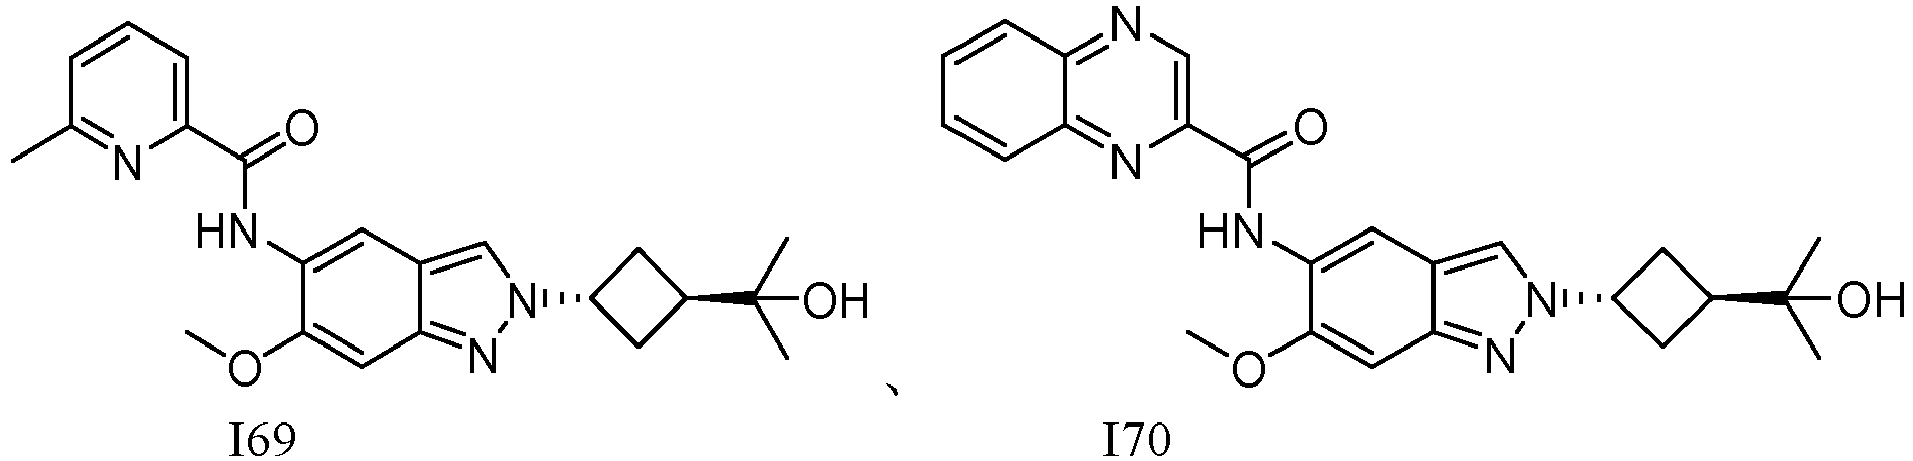 N O N
N O N
HN HN
N OH N OH
O N O N
、
I69 I70